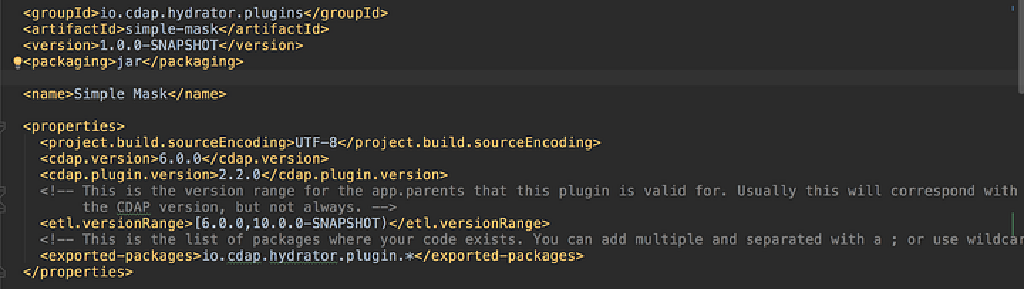 <groupId>io.cdap.hydrator.plugins</groupId>
<artifactId>simple-mask</artifactId>
<version>1.0.0-SNAPSHOT</version>
<packaging>jar</packaging>
<name>Simple Mask</name>
<properties>
<project.build.sourceEncoding>UTF-8</project.build.sourceEncoding>
<cdap.version>6.0.0</cdap.version>
<cdap.plugin.version>2.2.0</cdap.plugin.version>
<!-- This is the version range for the app.parents that this plugin is valid for. Usually this will correspond with
the CDAP version, but not always. -->
<etl.versionRange>[6.0.0,10.0.0-SNAPSHOT)</etl.versionRange>
<!-- This is the list of packages where your code exists. You can add multiple and separated with a ; or use wildcar
<exported-packages>io.cdap.hydrator.plugin.*</exported-packages>
</properties>